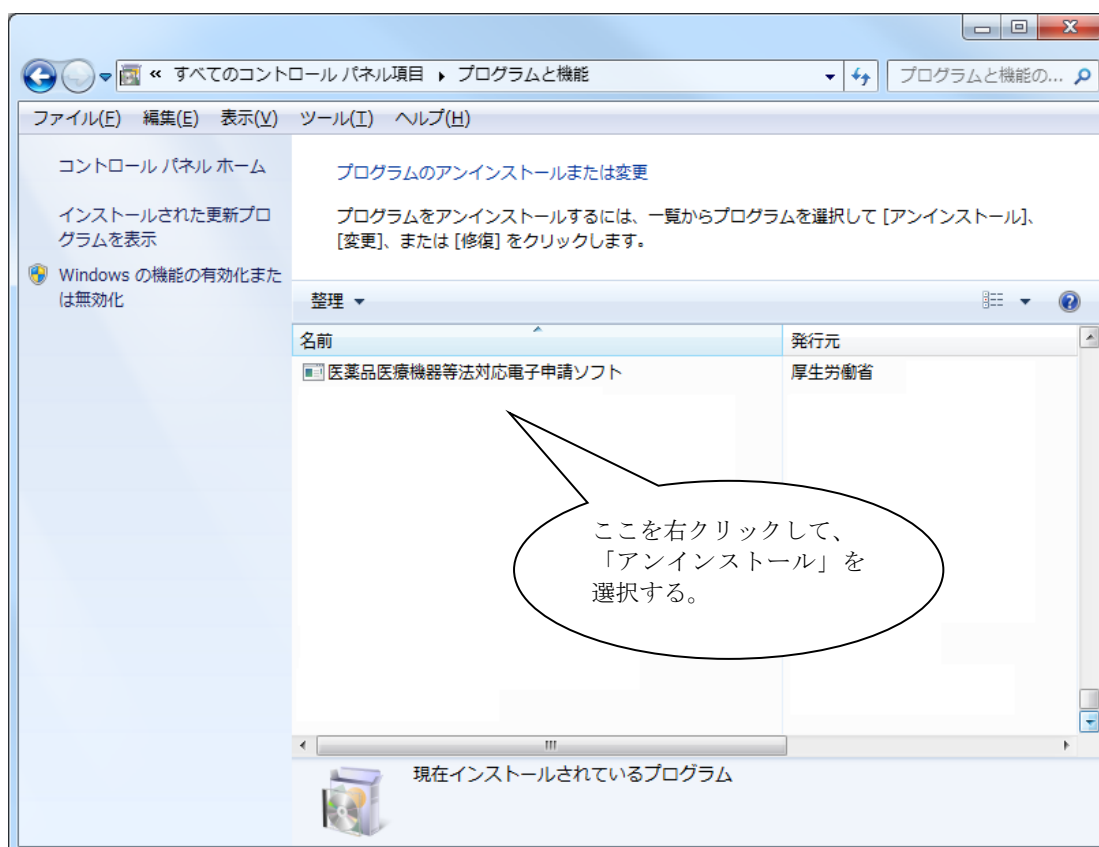 « すべてのコントロール パネル項目 ▸ プログラムと機能
プログラムと機能の...
ファイル(F) 編集(E) 表示(V) ツール(T) ヘルプ(H)
コントロール パネル ホーム
インストールされた更新プロ
グラムを表示
Windows の機能の有効化また
は無効化
プログラムのアンインストールまたは変更
プログラムをアンインストールするには、一覧からプログラムを選択して [アンインストール]、
[変更]、または [修復] をクリックします。
整理
名前 発行元
医薬品医療機器等法対応電子申請ソフト 厚生労働省
ここを右クリックして、
「アンインストール」を
選択する。
現在インストールされているプログラム